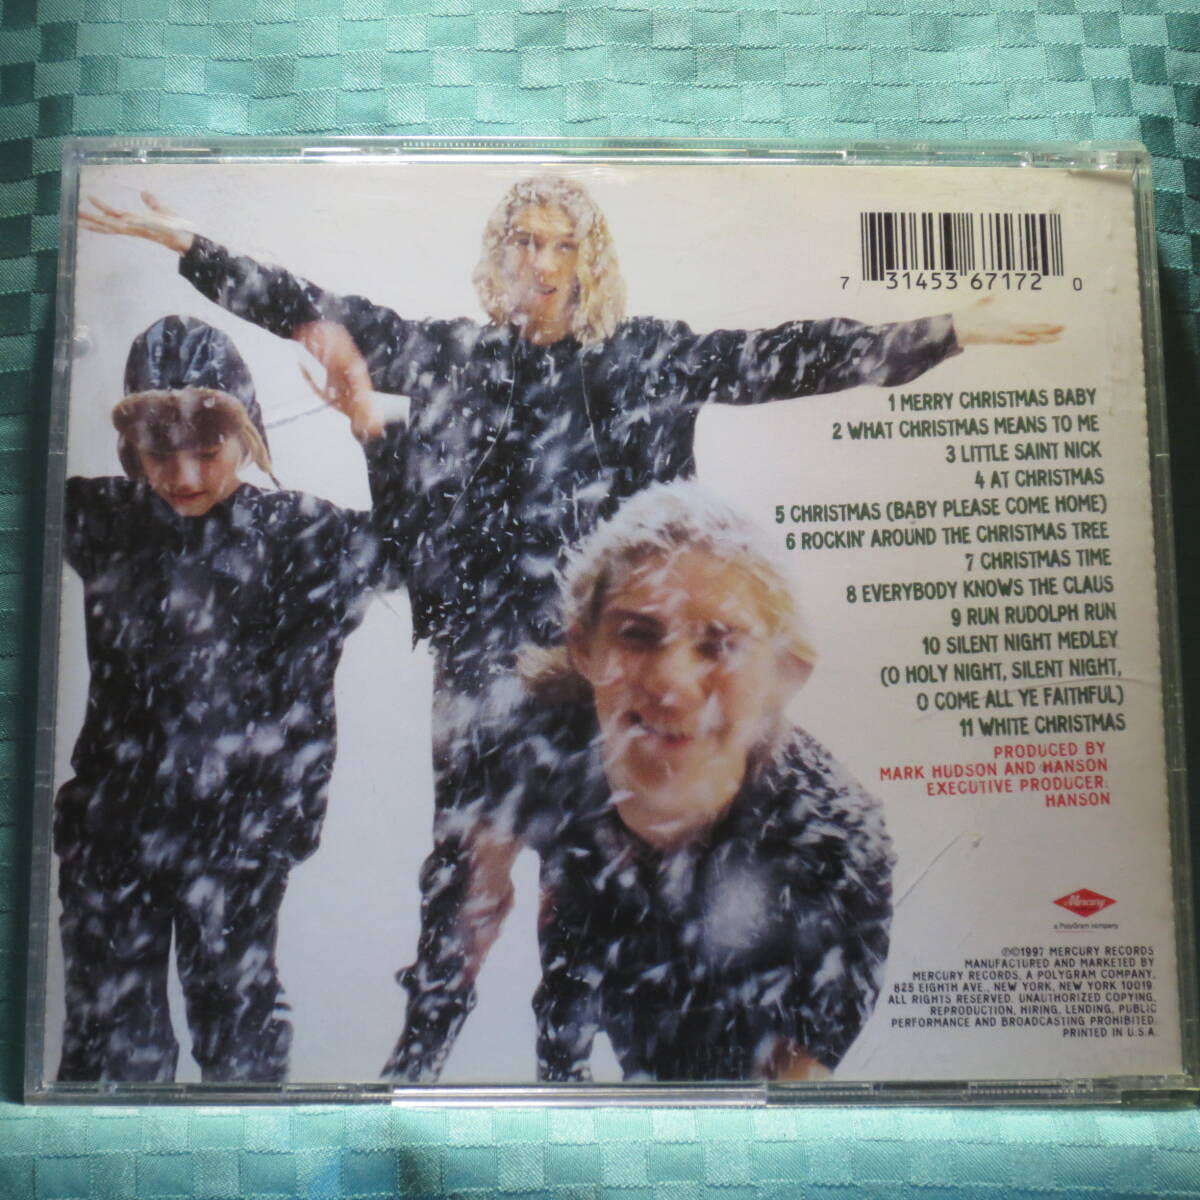 7 31453 67172 0
1 MERRY CHRISTMAS BABY
2 WHAT CHRISTMAS MEANS TO ME
3 LITTLE SAINT NICK
4 AT CHRISTMAS
5 CHRISTMAS (BABY PLEASE COME HOME)
6 ROCKIN' AROUND THE CHRISTMAS TREE
7 CHRISTMAS TIME
8 EVERYBODY KNOWS THE CLAUS
9 RUN RUDOLPH RUN
10 SILENT NIGHT MEDLEY
(O HOLY NIGHT, SILENT NIGHT,
O COME ALL YE FAITHFUL)
11 WHITE CHRISTMAS
PRODUCED BY
MARK HUDSON AND HANSON
EXECUTIVE PRODUCER:
HANSON
Mercury
a PolyGram company
℗©1997 MERCURY RECORDS
MANUFACTURED AND MARKETED BY
MERCURY RECORDS, A POLYGRAM COMPANY,
825 EIGHTH AVE., NEW YORK, NEW YORK 10019.
ALL RIGHTS RESERVED. UNAUTHORIZED COPYING,
REPRODUCTION, HIRING, LENDING, PUBLIC
PERFORMANCE AND BROADCASTING PROHIBITED.
PRINTED IN U.S.A.